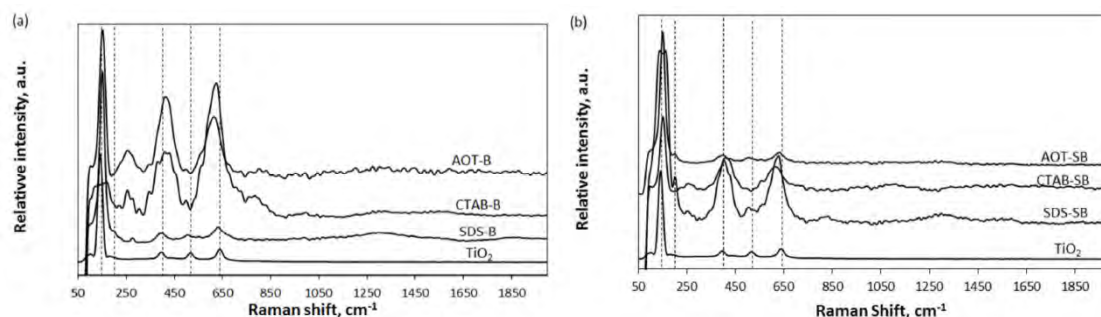 (a)
Relativve intensity, a.u.
AOT-B
CTAB-B
SDS-B
TiO2
50 250 450 650 850 1050 1250 1450 1650 1850
Raman shift, cm-1
(b)
Relative intensity, a.u.
AOT-SB
CTAB-SB
SDS-SB
TiO2
50 250 450 650 850 1050 1250 1450 1650 1850
Raman Shift, cm-1